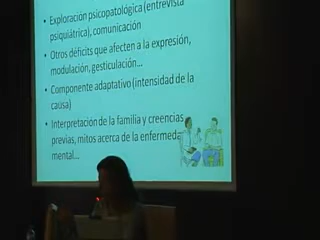 • Exploración psicopatológica (entrevista
psiquiátrica), comunicación
• Otros déficits que afecten a la expresión,
modulación, gesticulación...
• Componente adaptativo (intensidad de la
causa)
• Interpretación de la familia y creencias
previas, mitos acerca de la enfermedad
mental...